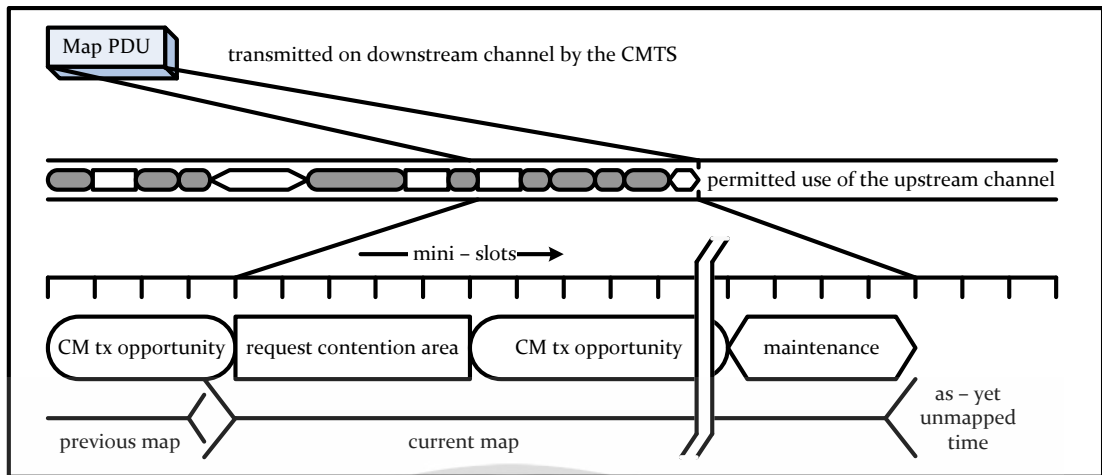 Map PDU
transmitted on downstream channel by the CMTS
permitted use of the upstream channel
mini – slots
CM tx opportunity
request contention area
CM tx opportunity
maintenance
previous map
current map
as – yet
unmapped
time